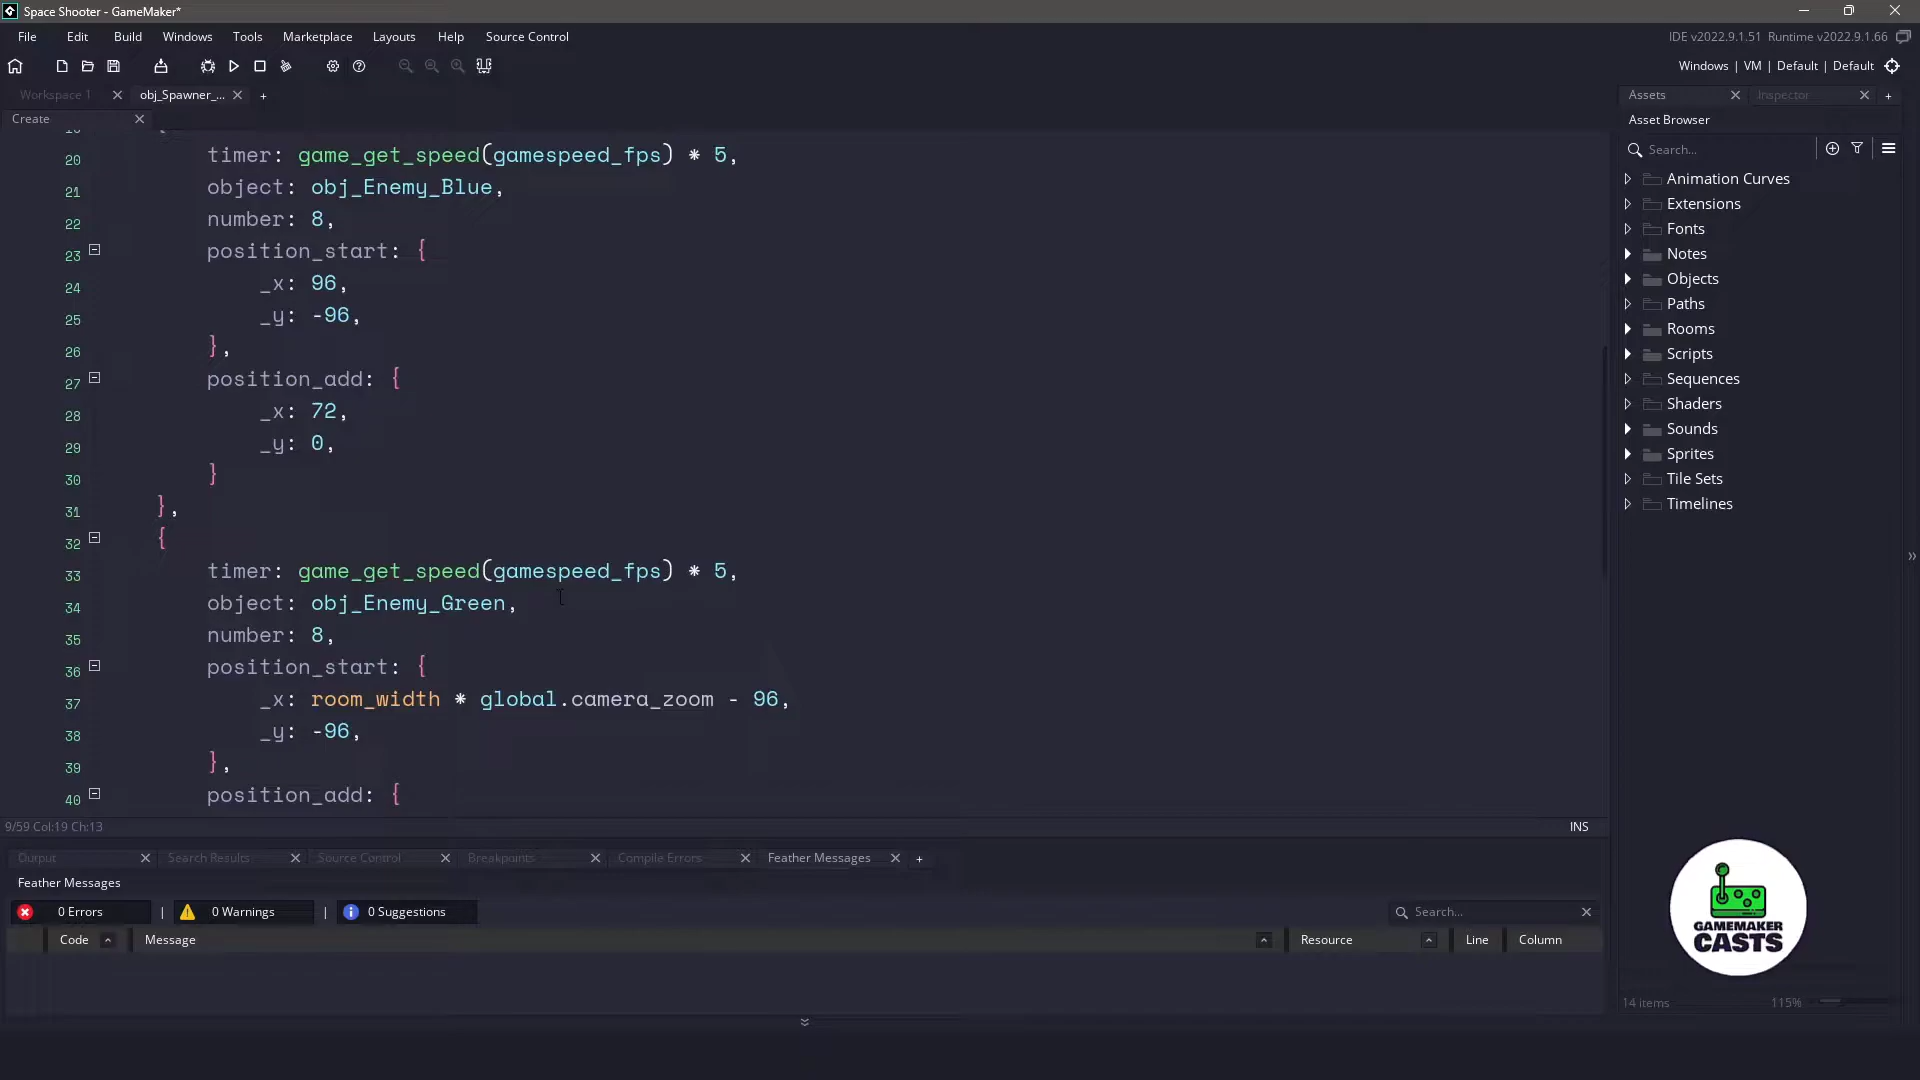 Space Shooter - GameMaker*
File Edit Build Windows Tools Marketplace Layouts Help Source Control
IDE v2022.9.1.51 Runtime v2022.9.1.66
Windows | VM | Default | Default
Workspace 1 obj_Spawner_... +
Create
20 timer: game_get_speed(gamespeed_fps) * 5,
21 object: obj_Enemy_Blue,
22 number: 8,
23 position_start: {
24 _x: 96,
25 _y: -96,
26 },
27 position_add: {
28 _x: 72,
29 _y: 0,
30 }
31 },
32 {
33 timer: game_get_speed(gamespeed_fps) * 5,
34 object: obj_Enemy_Green,
35 number: 8,
36 position_start: {
37 _x: room_width * global.camera_zoom - 96,
38 _y: -96,
39 },
40 position_add: {
9/59 Col:19 Ch:13
INS
Output Search Results Source Control Breakpoints Compile Errors Feather Messages +
Feather Messages
0 Errors | 0 Warnings | 0 Suggestions
Search...
Code Message Resource Line Column
Assets Inspector +
Asset Browser
Search...
Animation Curves
Extensions
Fonts
Notes
Objects
Paths
Rooms
Scripts
Sequences
Shaders
Sounds
Sprites
Tile Sets
Timelines
GAMEMAKER
CASTS
14 items 115%